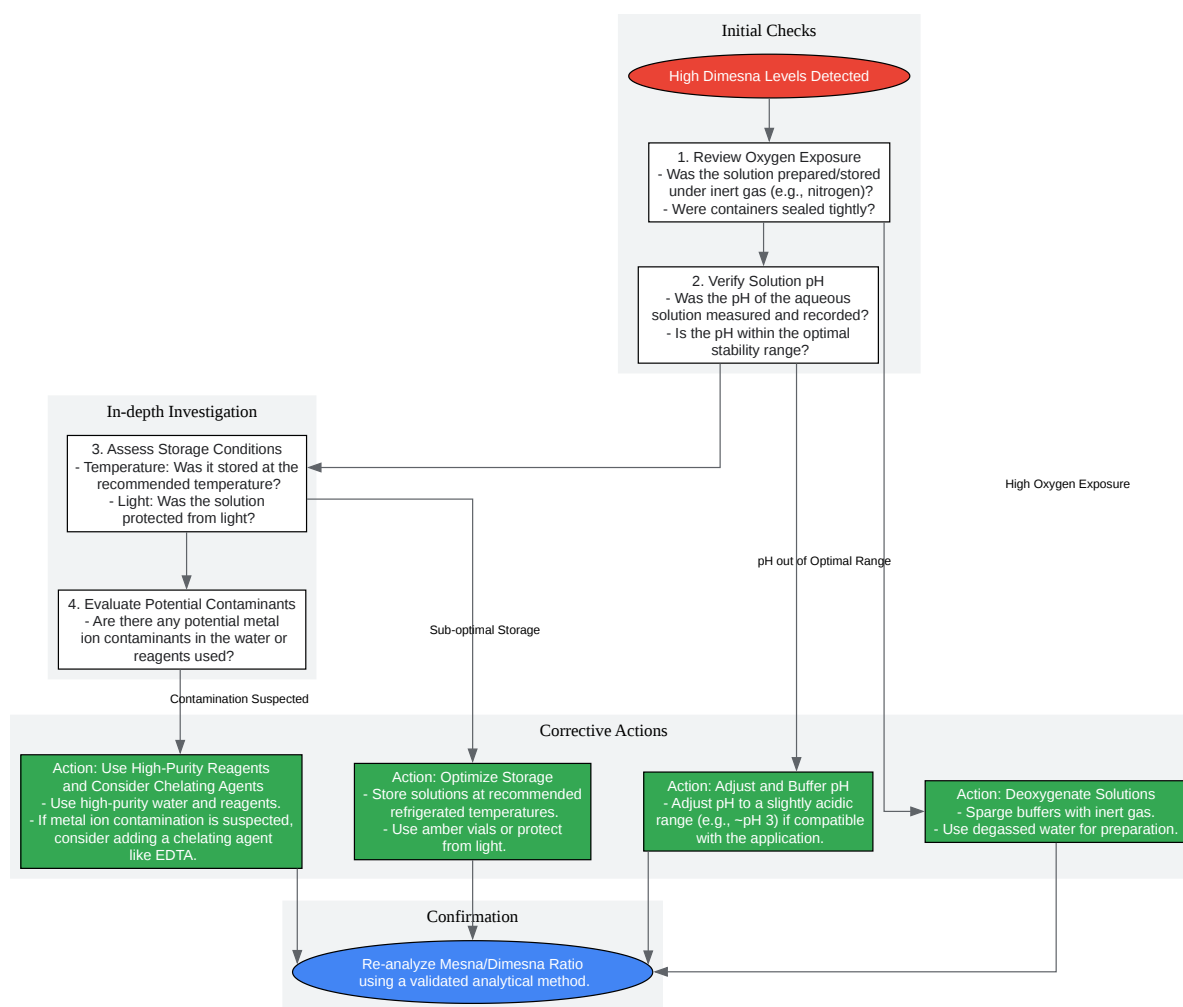 Initial Checks
High Dimesna Levels Detected
1. Review Oxygen Exposure
- Was the solution prepared/stored
under inert gas (e.g., nitrogen)?
- Were containers sealed tightly?
2. Verify Solution pH
- Was the pH of the aqueous
solution measured and recorded?
- Is the pH within the optimal
stability range?
In-depth Investigation
3. Assess Storage Conditions
- Temperature: Was it stored at the
recommended temperature?
- Light: Was the solution
protected from light?
High Oxygen Exposure
pH out of Optimal Range
4. Evaluate Potential Contaminants
- Are there any potential metal
ion contaminants in the water or
reagents used?
Sub-optimal Storage
Contamination Suspected
Corrective Actions
Action: Use High-Purity Reagents
and Consider Chelating Agents
- Use high-purity water and reagents.
- If metal ion contamination is suspected,
consider adding a chelating agent
like EDTA.
Action: Optimize Storage
- Store solutions at recommended
refrigerated temperatures.
- Use amber vials or protect
from light.
Action: Adjust and Buffer pH
- Adjust pH to a slightly acidic
range (e.g., ~pH 3) if compatible
with the application.
Action: Deoxygenate Solutions
- Sparge buffers with inert gas.
- Use degassed water for preparation.
Confirmation
Re-analyze Mesna/Dimesna Ratio
using a validated analytical method.